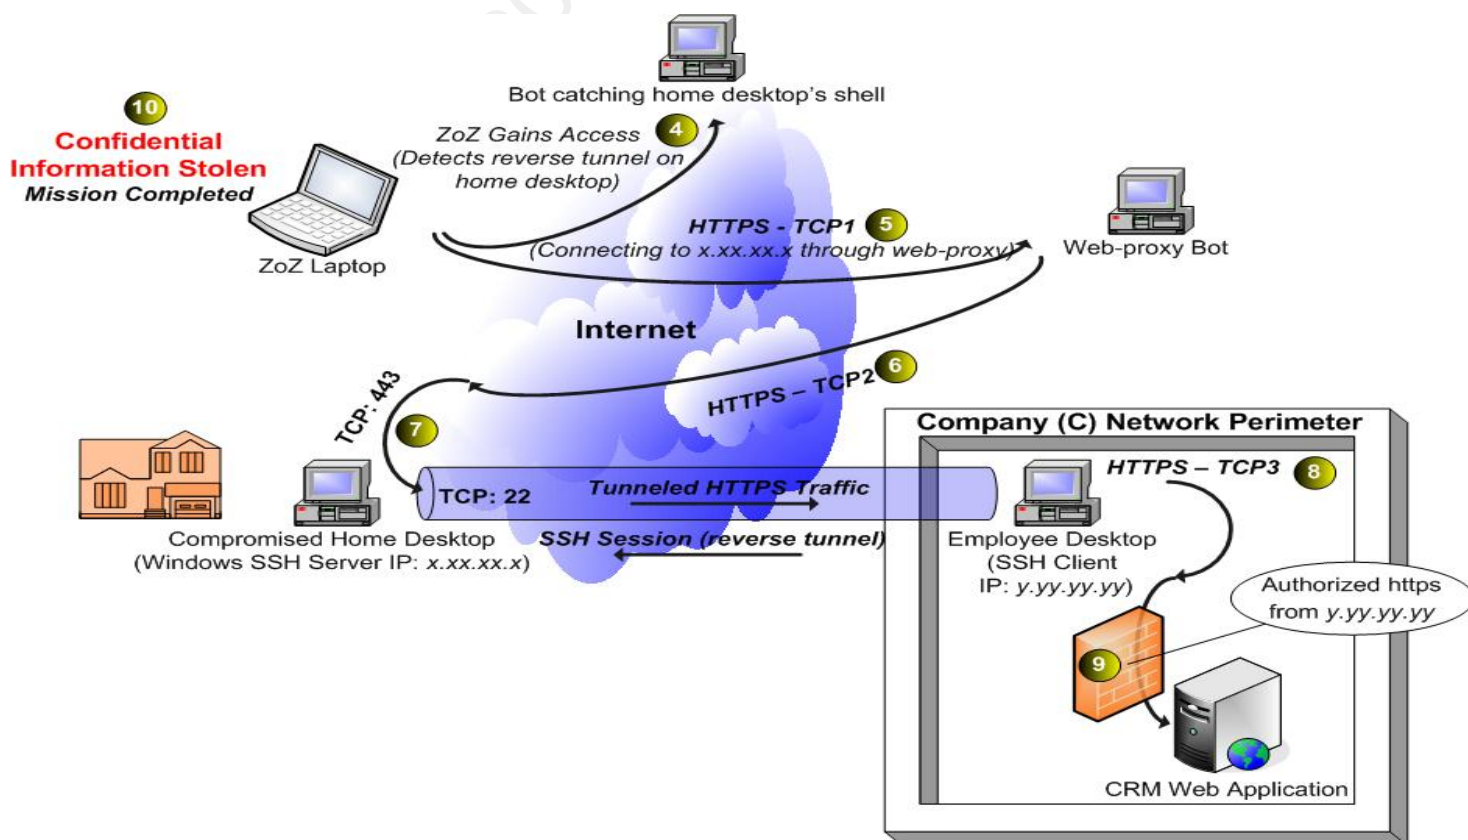 Bot catching home desktop's shell
10
Confidential
Information Stolen
Mission Completed
ZoZ Gains Access
4
(Detects reverse tunnel on
home desktop)
ZoZ Laptop
HTTPS - TCP1
5
(Connecting to x.xx.xx.x through web-proxy)
Web-proxy Bot
Internet
HTTPS – TCP2
6
TCP: 443
7
Company (C) Network Perimeter
HTTPS – TCP3
8
TCP: 22
Tunneled HTTPS Traffic
SSH Session (reverse tunnel)
Compromised Home Desktop
(Windows SSH Server IP: x.xx.xx.x)
Employee Desktop
(SSH Client
IP: y.yy.yy.yy)
Authorized https
from y.yy.yy.yy
9
CRM Web Application